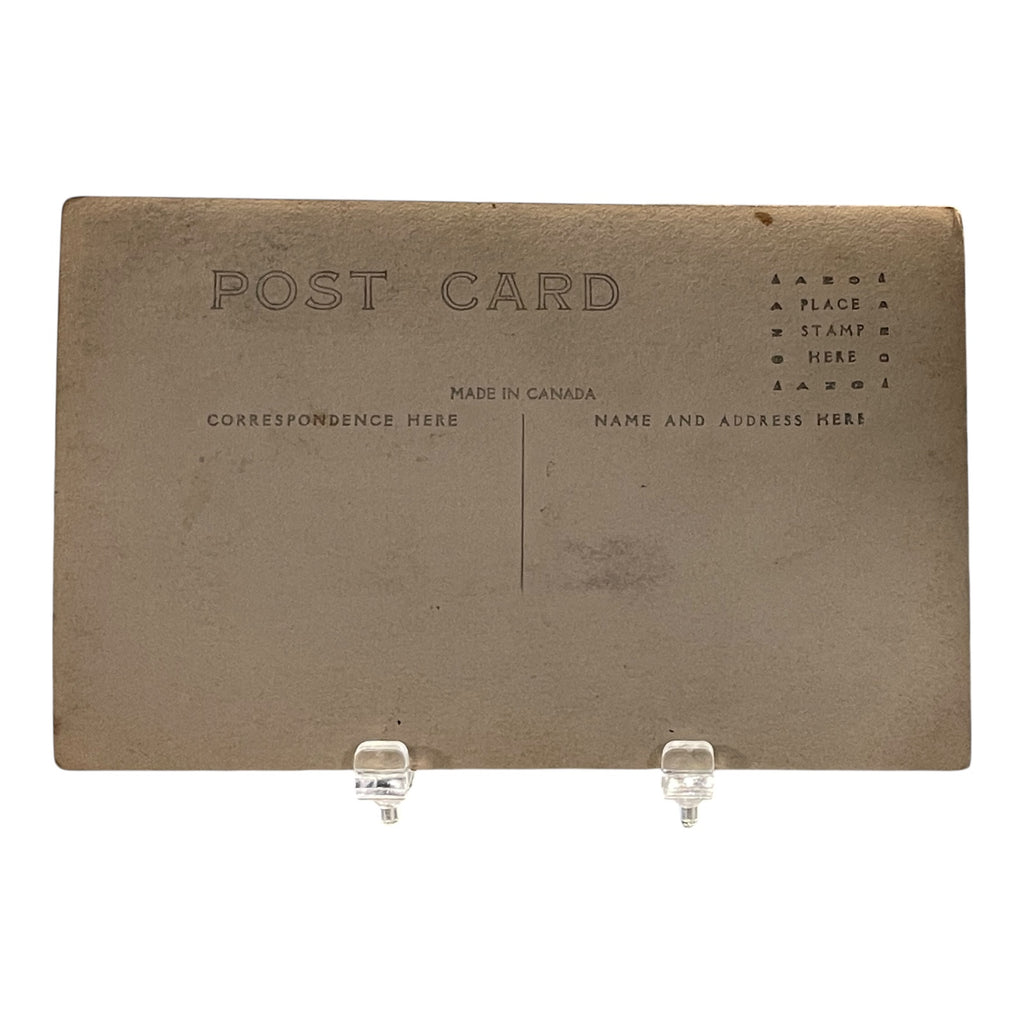 POST CARD
▲ A Z O ▲
A PLACE A
Z STAMP Z
O HERE O
▲ A Z O ▲
MADE IN CANADA
CORRESPONDENCE HERE
NAME AND ADDRESS HERE